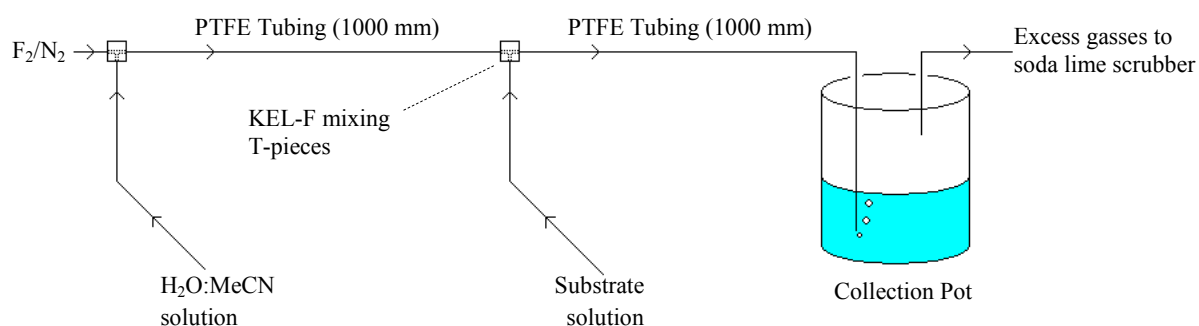 F₂/N₂
PTFE Tubing (1000 mm)
PTFE Tubing (1000 mm)
Excess gasses to
soda lime scrubber
KEL-F mixing
T-pieces
H₂O:MeCN
solution
Substrate
solution
Collection Pot